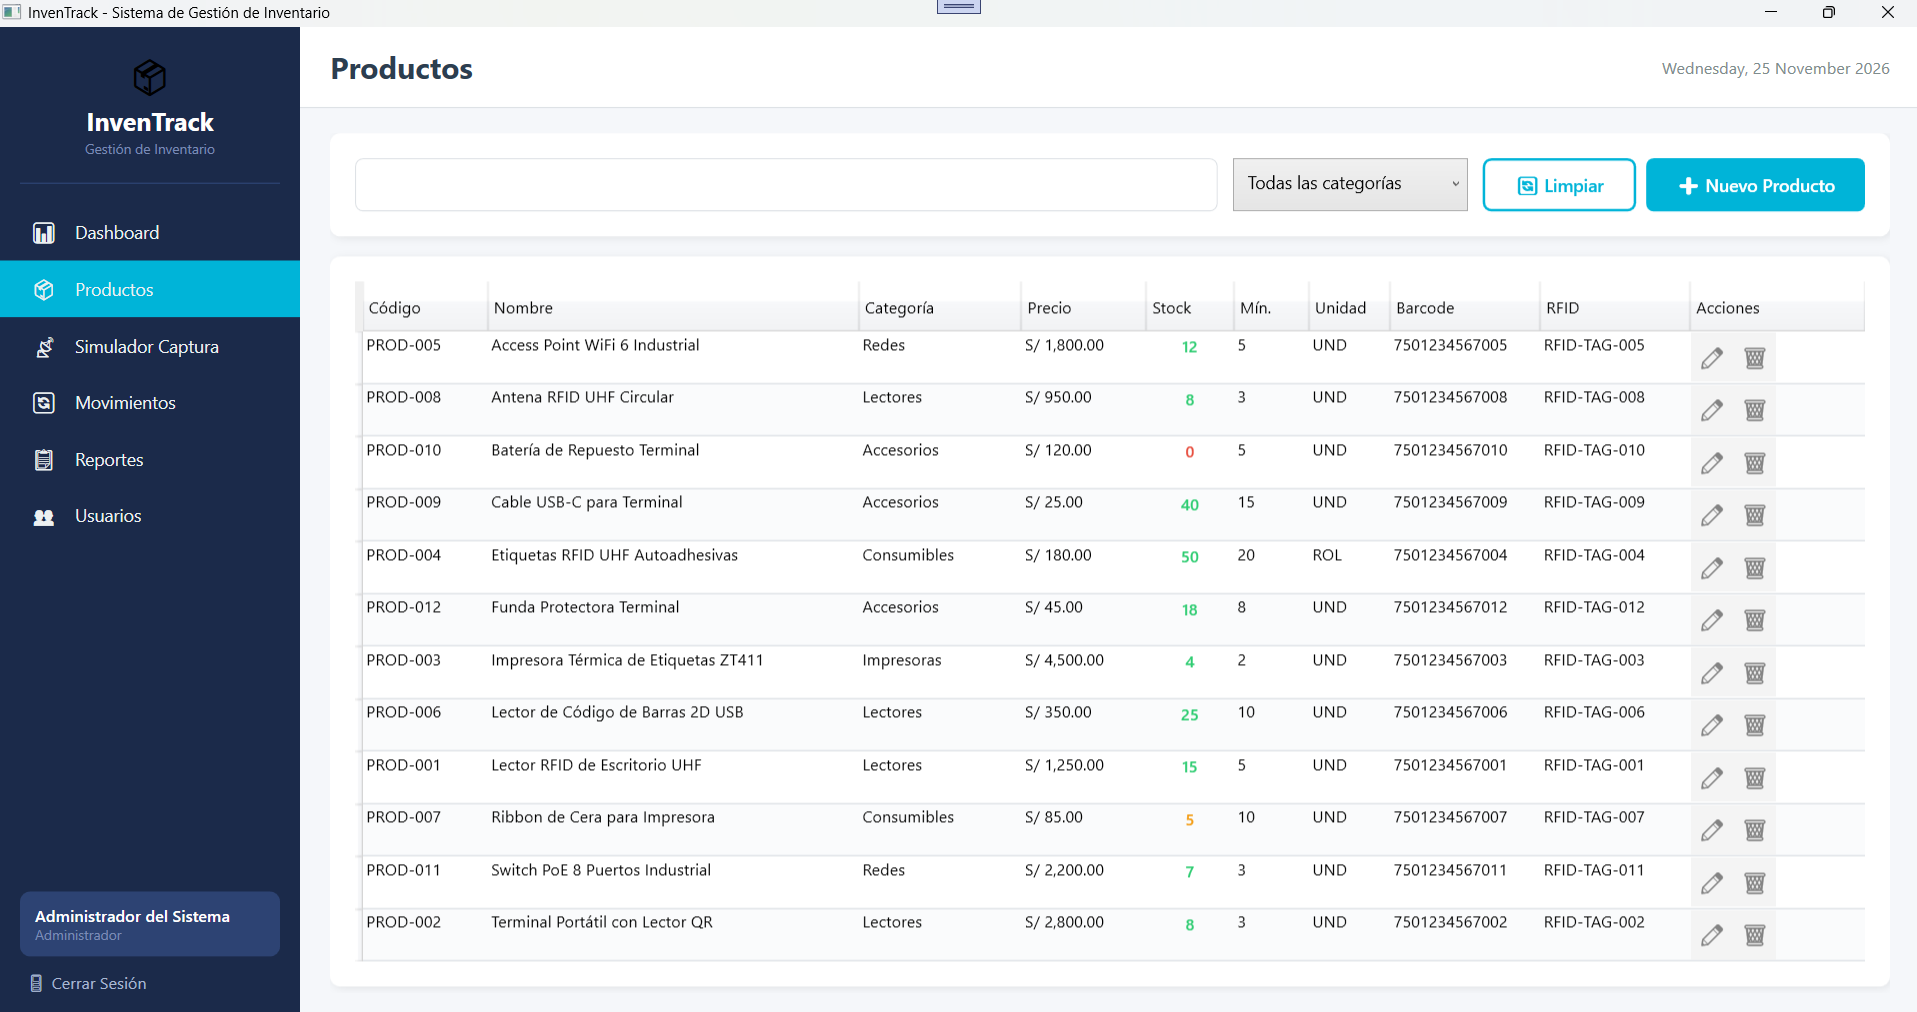 InvenTrack - Sistema de Gestión de Inventario
InvenTrack
Gestión de Inventario
Dashboard
Productos
Simulador Captura
Movimientos
Reportes
Usuarios
Administrador del Sistema
Administrador
Cerrar Sesión
Productos
Wednesday, 25 November 2026
Todas las categorías
Limpiar
Nuevo Producto
Código Nombre Categoría Precio Stock Mín. Unidad Barcode RFID Acciones
PROD-005 Access Point WiFi 6 Industrial Redes S/ 1,800.00 12 5 UND 7501234567005 RFID-TAG-005
PROD-008 Antena RFID UHF Circular Lectores S/ 950.00 8 3 UND 7501234567008 RFID-TAG-008
PROD-010 Batería de Repuesto Terminal Accesorios S/ 120.00 0 5 UND 7501234567010 RFID-TAG-010
PROD-009 Cable USB-C para Terminal Accesorios S/ 25.00 40 15 UND 7501234567009 RFID-TAG-009
PROD-004 Etiquetas RFID UHF Autoadhesivas Consumibles S/ 180.00 50 20 ROL 7501234567004 RFID-TAG-004
PROD-012 Funda Protectora Terminal Accesorios S/ 45.00 18 8 UND 7501234567012 RFID-TAG-012
PROD-003 Impresora Térmica de Etiquetas ZT411 Impresoras S/ 4,500.00 4 2 UND 7501234567003 RFID-TAG-003
PROD-006 Lector de Código de Barras 2D USB Lectores S/ 350.00 25 10 UND 7501234567006 RFID-TAG-006
PROD-001 Lector RFID de Escritorio UHF Lectores S/ 1,250.00 15 5 UND 7501234567001 RFID-TAG-001
PROD-007 Ribbon de Cera para Impresora Consumibles S/ 85.00 5 10 UND 7501234567007 RFID-TAG-007
PROD-011 Switch PoE 8 Puertos Industrial Redes S/ 2,200.00 7 3 UND 7501234567011 RFID-TAG-011
PROD-002 Terminal Portátil con Lector QR Lectores S/ 2,800.00 8 3 UND 7501234567002 RFID-TAG-002